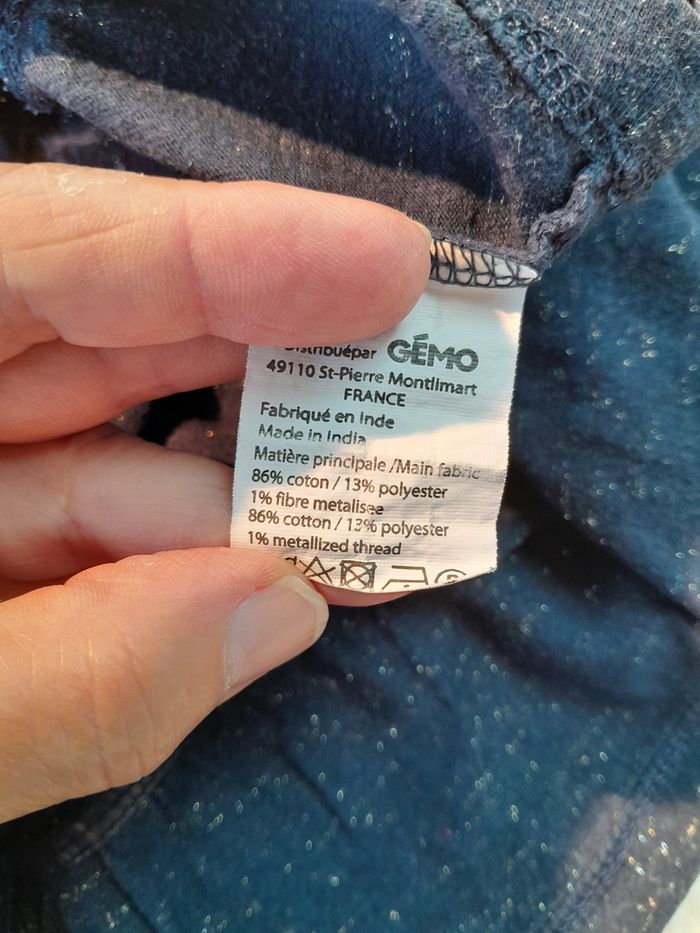 Distribuépar GÉMO
49110 St-Pierre Montlimart
FRANCE
Fabriqué en Inde
Made in India
Matière principale /Main fabric
86% coton / 13% polyester
1% fibre metalisee
86% cotton / 13% polyester
1% metallized thread